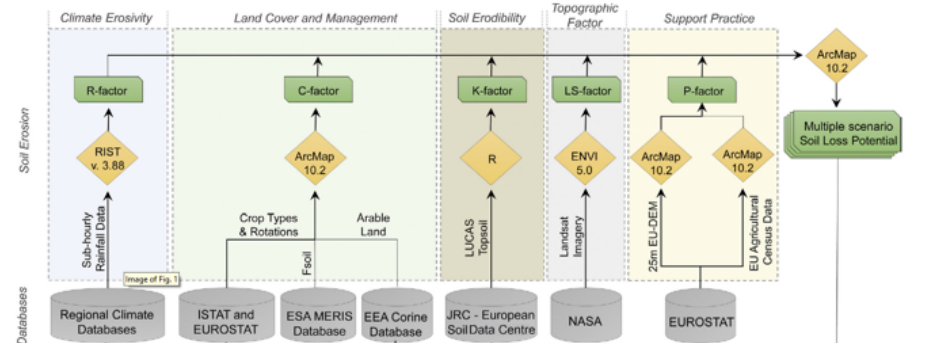 Climate Erosivity
Land Cover and Management
Soil Erodibility
Topographic
Factor
Support Practice
Soil Erosion
ArcMap
10.2
R-factor
C-factor
K-factor
LS-factor
P-factor
Multiple scenario
Soil Loss Potential
RIST
v. 3.88
ArcMap
10.2
R
ENVI
5.0
ArcMap
10.2
ArcMap
10.2
Sub-hourly
Rainfall Data
Crop Types
& Rotations
Fsoil
Arable
Land
LUCAS
Topsoil
Landsat
Imagery
25m EU-DEM
EU Agricultural
Census Data
Image of Fig. 1
Databases
Regional Climate
Databases
ISTAT and
EUROSTAT
ESA MERIS
Database
EEA Corine
Database
JRC - European
SoilData Centre
NASA
EUROSTAT